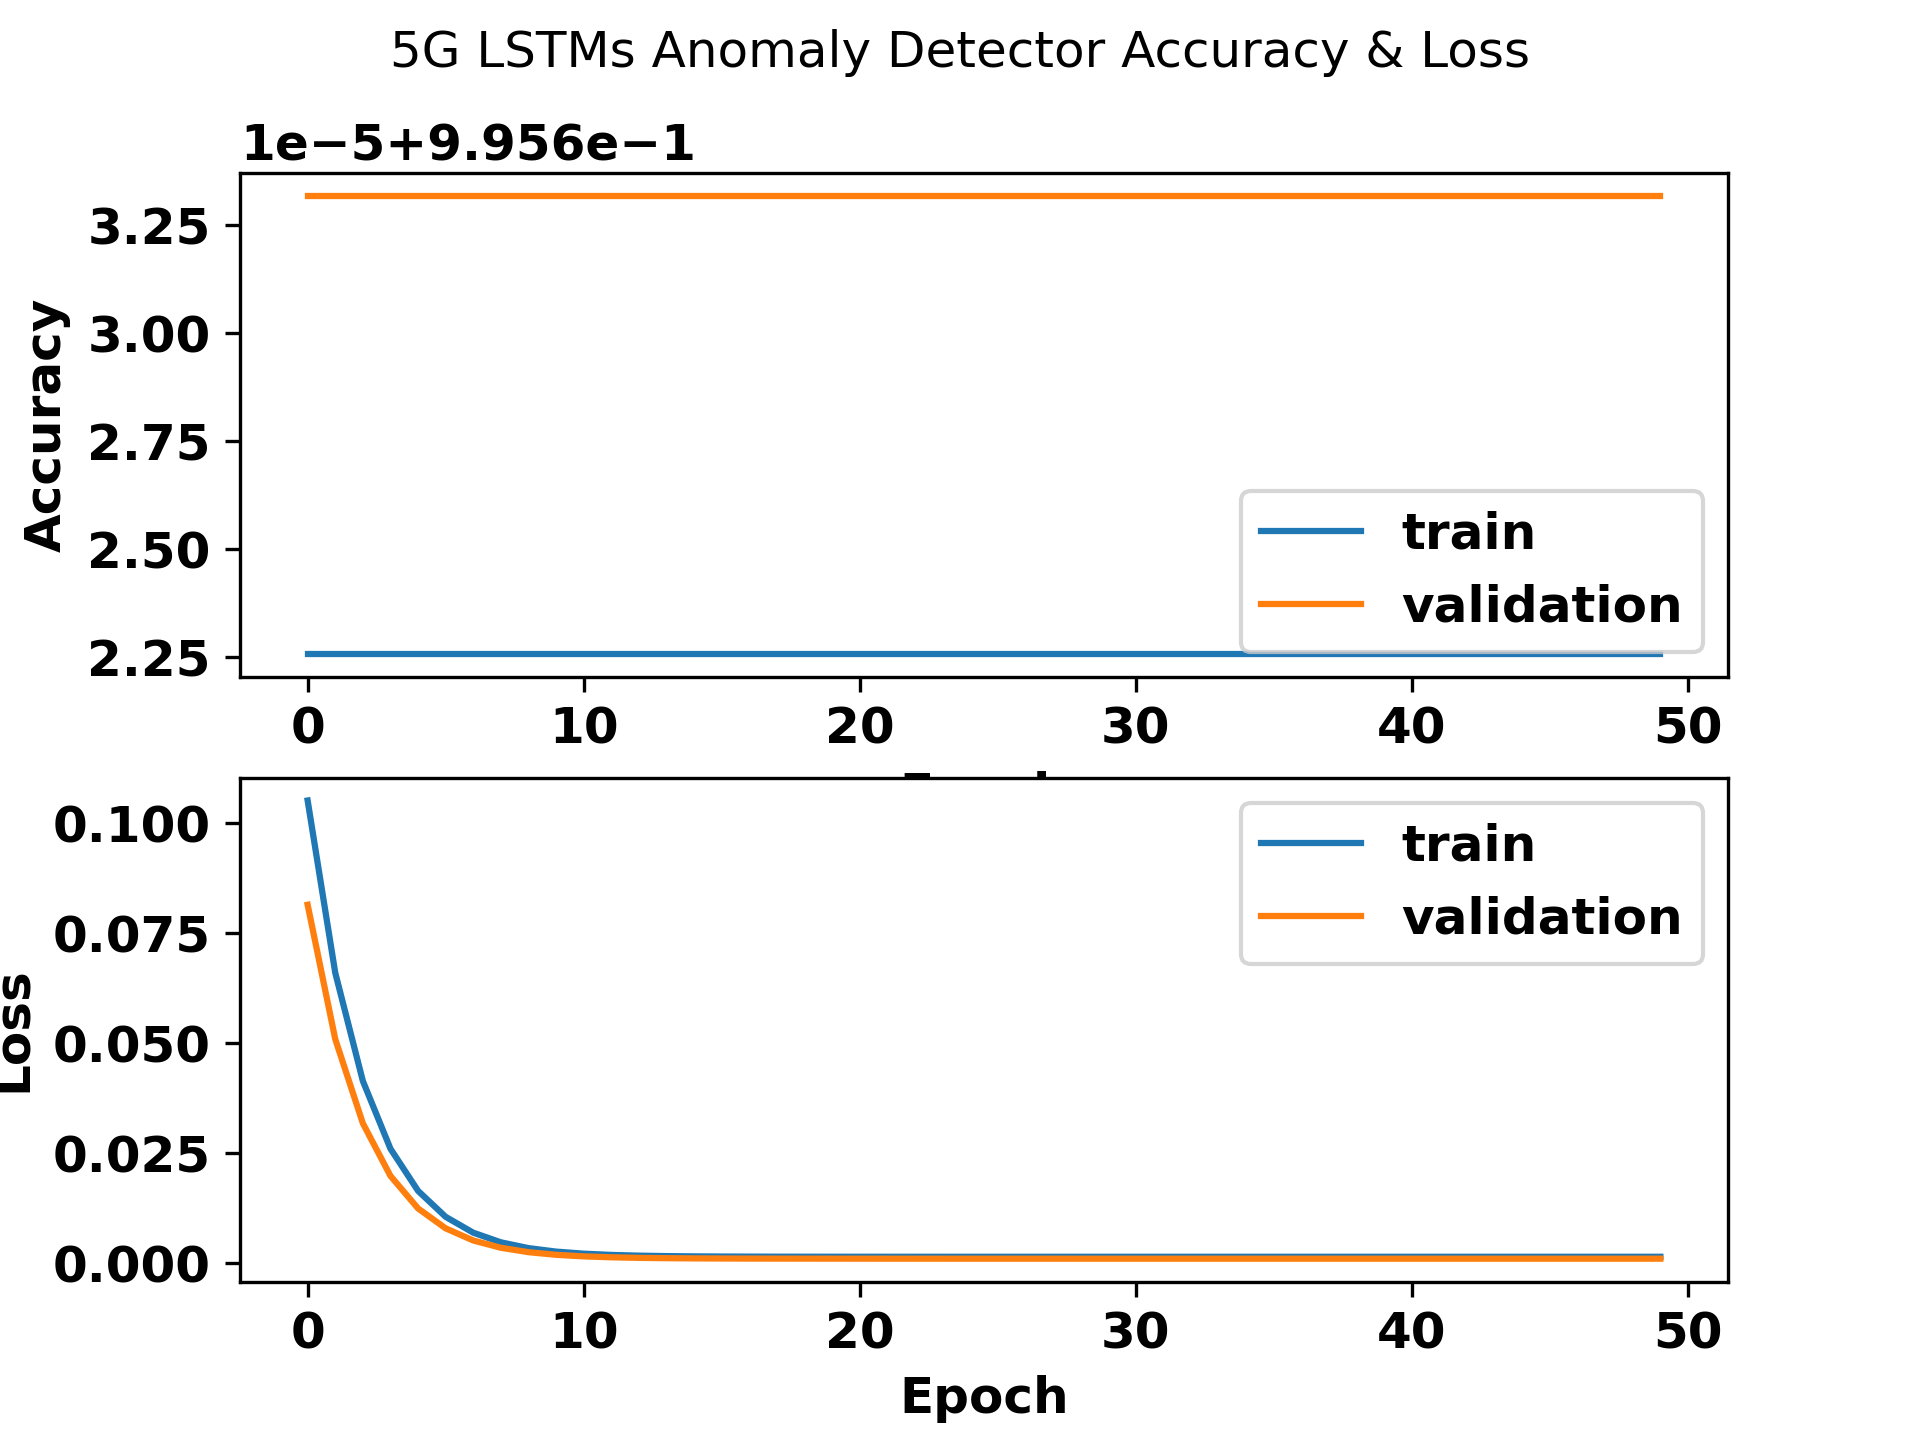 5G LSTMs Anomaly Detector Accuracy & Loss
1e−5+9.956e−1
3.25
3.00
2.75
2.50
2.25
Accuracy
train
validation
0 10 20 30 40 50
0.100
0.075
0.050
0.025
0.000
Loss
train
validation
0 10 20 30 40 50
Epoch